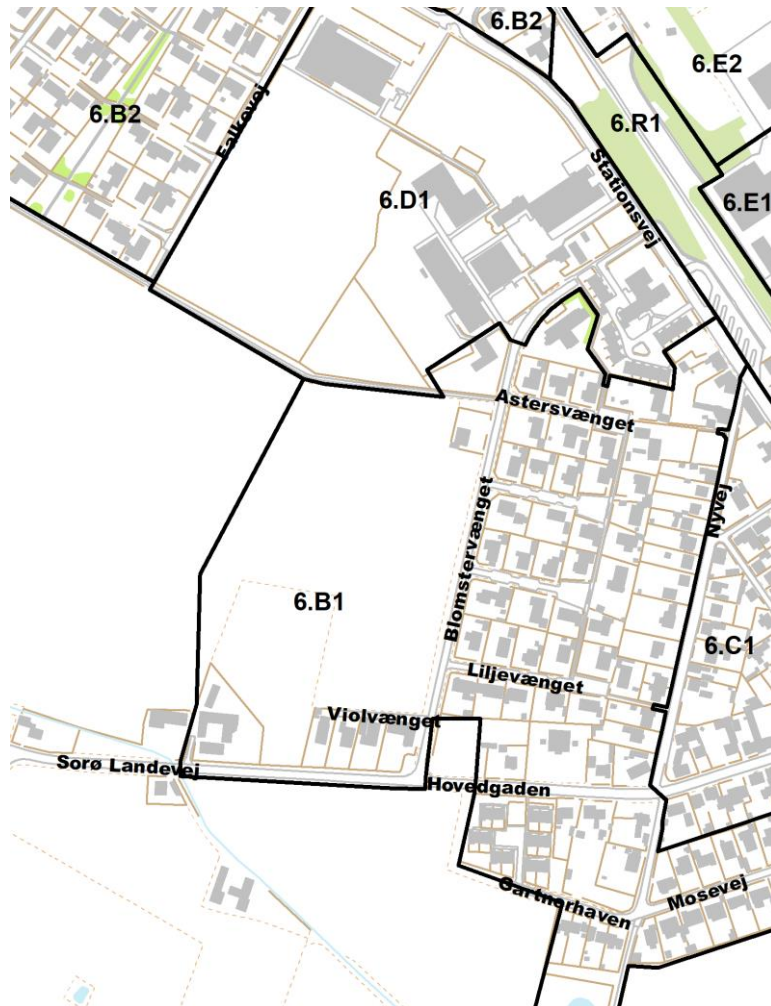 6.B2
6.E2
6.B2
Falkevej
6.R1
Stationsvej
6.D1
6.E1
Astersvænget
Nyvej
Blomstervænget
6.B1
6.C1
Liljevænget
Violvænget
Sorø Landevej
Hovedgaden
Gartnerhaven
Mosevej